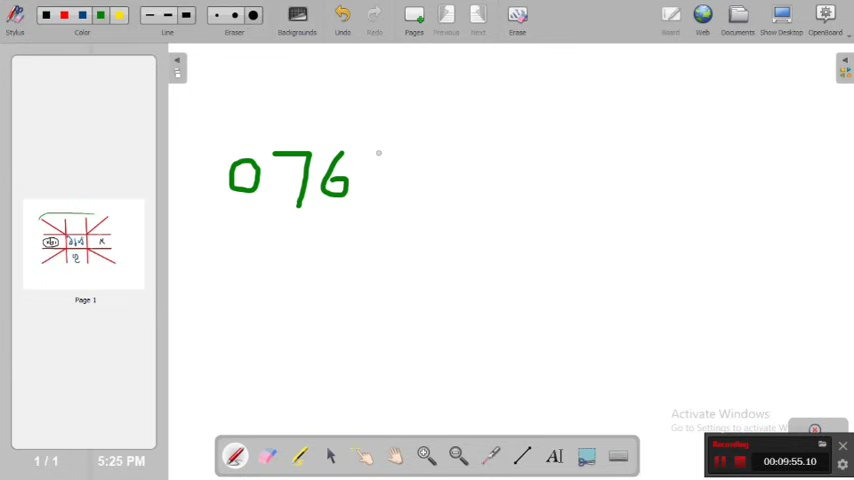 Stylus
Color
Line
Eraser
Backgrounds
Undo
Redo
Pages
Previous
Next
Erase
Board
Web
Documents
Show Desktop
OpenBoard
076
Page 1
1 / 1
5:25 PM
Activate Windows
Go to Settings to activate W
Recording
00:09:55.10